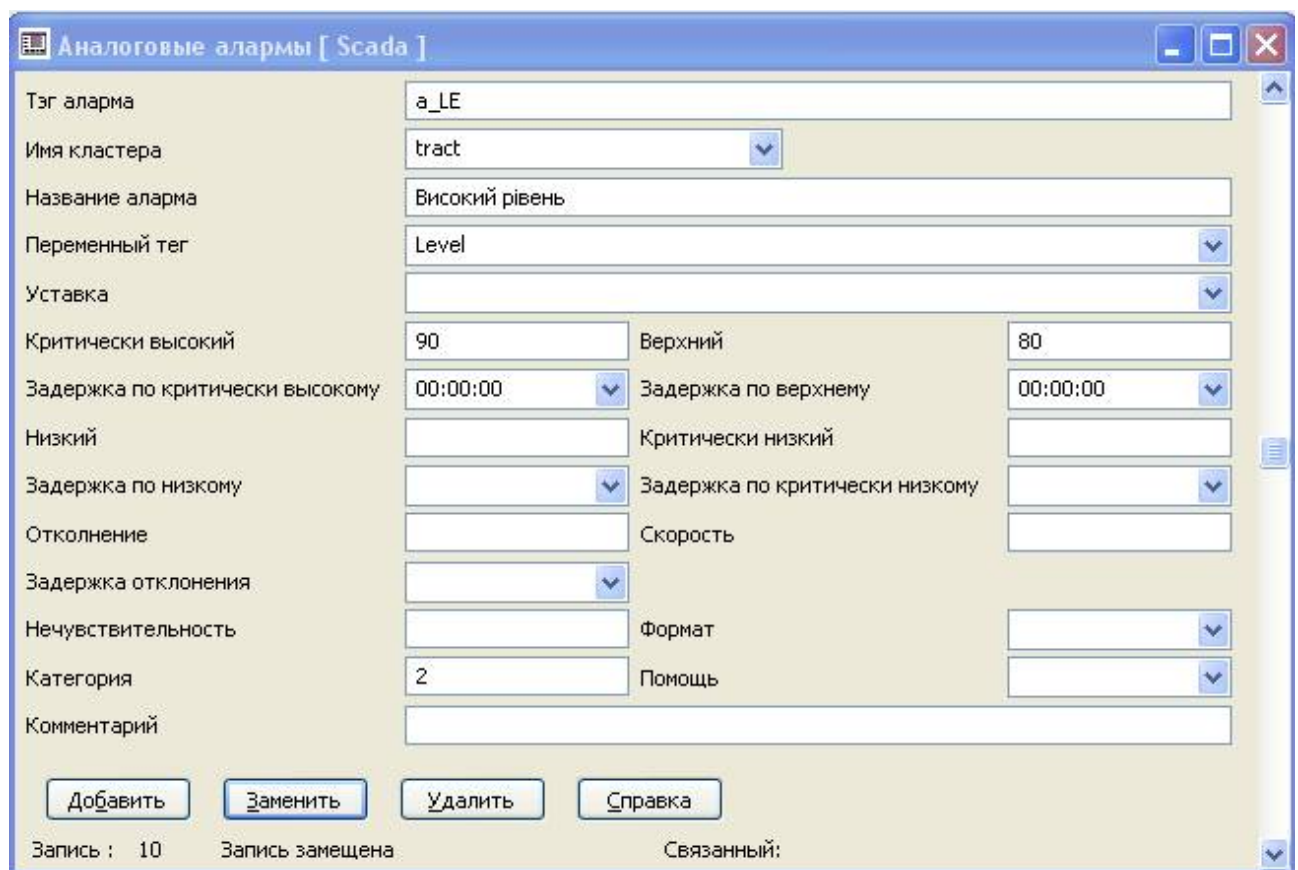 Аналоговые алармы [ Scada ]
Тэг аларма a_LE
Имя кластера tract
Название аларма Високий рівень
Переменный тег Level
Уставка
Критически высокий 90 Верхний 80
Задержка по критически высокому 00:00:00 Задержка по верхнему 00:00:00
Низкий Критически низкий
Задержка по низкому Задержка по критически низкому
Отколнение Скорость
Задержка отклонения
Нечувствительность Формат
Категория 2 Помощь
Комментарий
Добавить Заменить Удалить Справка
Запись : 10 Запись замещена Связанный: